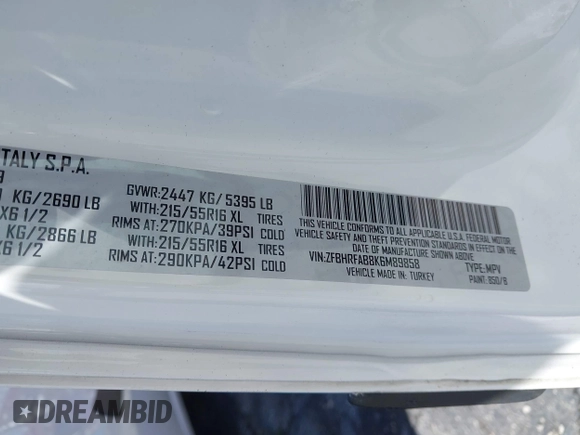 ITALY S.P.A.
KG/2690 LB
X6 1/2
KG/2866 LB
X6 1/2
GVWR:2447 KG/5395 LB
WITH:215/55R16 XL TIRES
RIMS AT:270KPA/39PSI COLD
WITH:215/55R16 XL TIRES
RIMS AT:290KPA/42PSI COLD
THIS VEHICLE CONFORMS TO ALL APPLICABLE U.S.A. FEDERAL MOTOR
VEHICLE SAFETY AND THEFT PREVENTION STANDARDS IN EFFECT ON THE
DATE OF MANUFACTURE SHOWN ABOVE.
VIN:ZFBHRFAB8K6M89858 TYPE:MPV
VEHICLE MADE IN: TURKEY PAINT: 950/B
DREAMBID